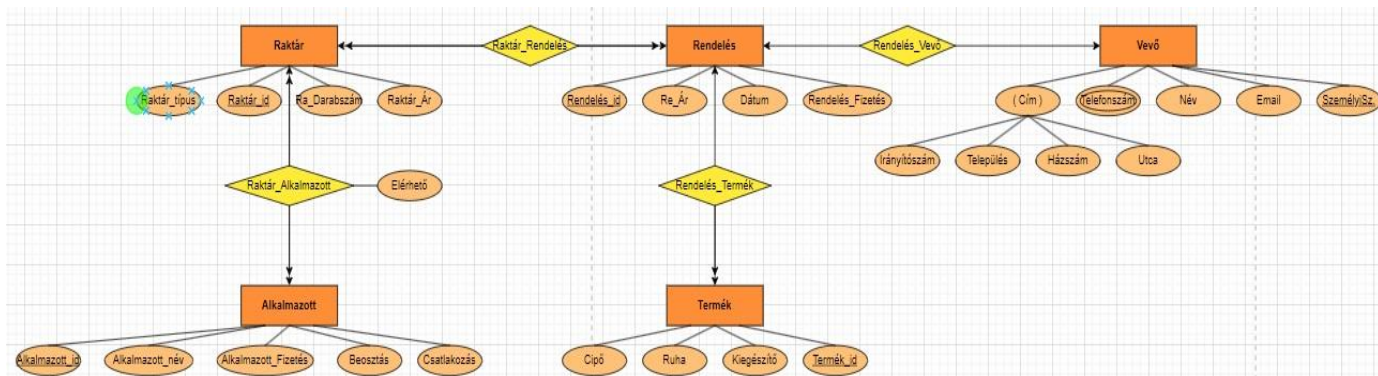 Raktár
Raktár_Rendelés
Rendelés
Rendelés_Vevő
Vevő
Raktár_típus
Raktár_id
Ra_Darabszám
Raktár_Ár
Rendelés_id
Re_Ár
Dátum
Rendelés_Fizetés
( Cím )
Telefonszám
Név
Email
SzemélyiSz.
Irányítószám
Település
Házszám
Utca
Raktár_Alkalmazott
Elérhető
Rendelés_Termék
Alkalmazott
Termék
Alkalmazott_id
Alkalmazott_név
Alkalmazott_Fizetés
Beosztás
Csatlakozás
Cipő
Ruha
Kiegészítő
Termék_id